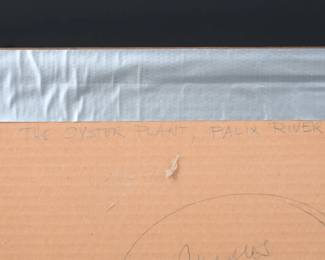 THE OYSTER PLANT, PALIX RIVER